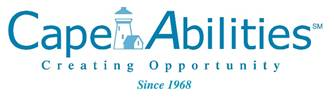 Cape Abilities℠
Creating Opportunity
Since 1968